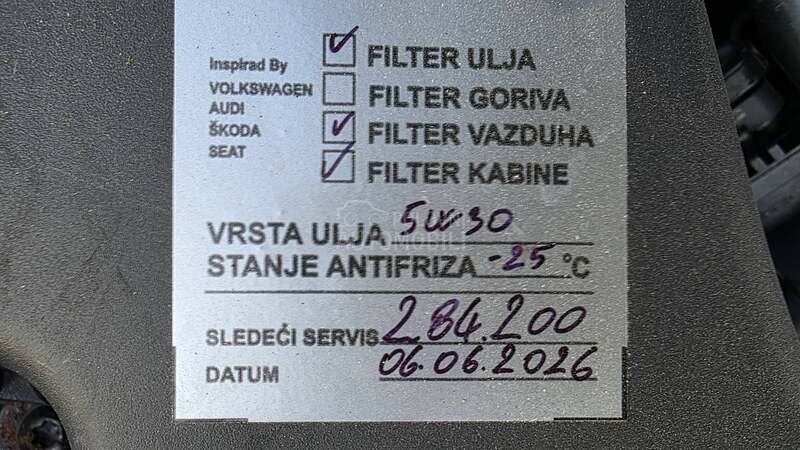 Inspirad By
VOLKSWAGEN
AUDI
ŠKODA
SEAT
FILTER ULJA
FILTER GORIVA
FILTER VAZDUHA
FILTER KABINE
VRSTA ULJA 5W30
STANJE ANTIFRIZA -25 °C
SLEDEĆI SERVIS 284.200
DATUM 06.06.2026